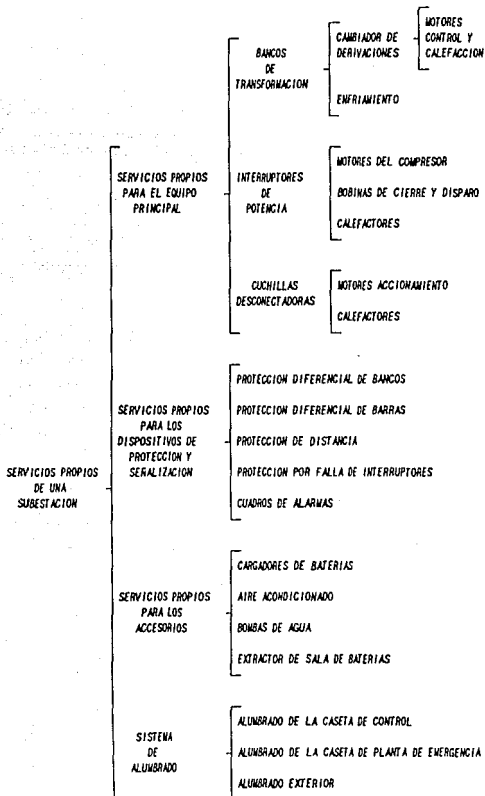 SERVICIOS PROPIOS
DE UNA
SUBESTACION
SERVICIOS PROPIOS
PARA EL EQUIPO
PRINCIPAL
BANCOS
DE
TRANSFORMACION
CAMBIADOR DE
DERIVACIONES
MOTORES
CONTROL Y
CALEFACCION
ENFRIAMIENTO
INTERRUPTORES
DE
POTENCIA
MOTORES DEL COMPRESOR
BOBINAS DE CIERRE Y DISPARO
CALEFACTORES
CUCHILLAS
DESCONECTADORAS
MOTORES ACCIONAMIENTO
CALEFACTORES
SERVICIOS PROPIOS
PARA LOS
DISPOSITIVOS DE
PROTECCION Y
SEÑALIZACION
PROTECCION DIFERENCIAL DE BANCOS
PROTECCION DIFERENCIAL DE BARRAS
PROTECCION DE DISTANCIA
PROTECCION POR FALLA DE INTERRUPTORES
CUADROS DE ALARMAS
SERVICIOS PROPIOS
PARA LOS
ACCESORIOS
CARGADORES DE BATERIAS
AIRE ACONDICIONADO
BOMBAS DE AGUA
EXTRACTOR DE SALA DE BATERIAS
SISTEMA
DE
ALUMBRADO
ALUMBRADO DE LA CASETA DE CONTROL
ALUMBRADO DE LA CASETA DE PLANTA DE EMERGENCIA
ALUMBRADO EXTERIOR